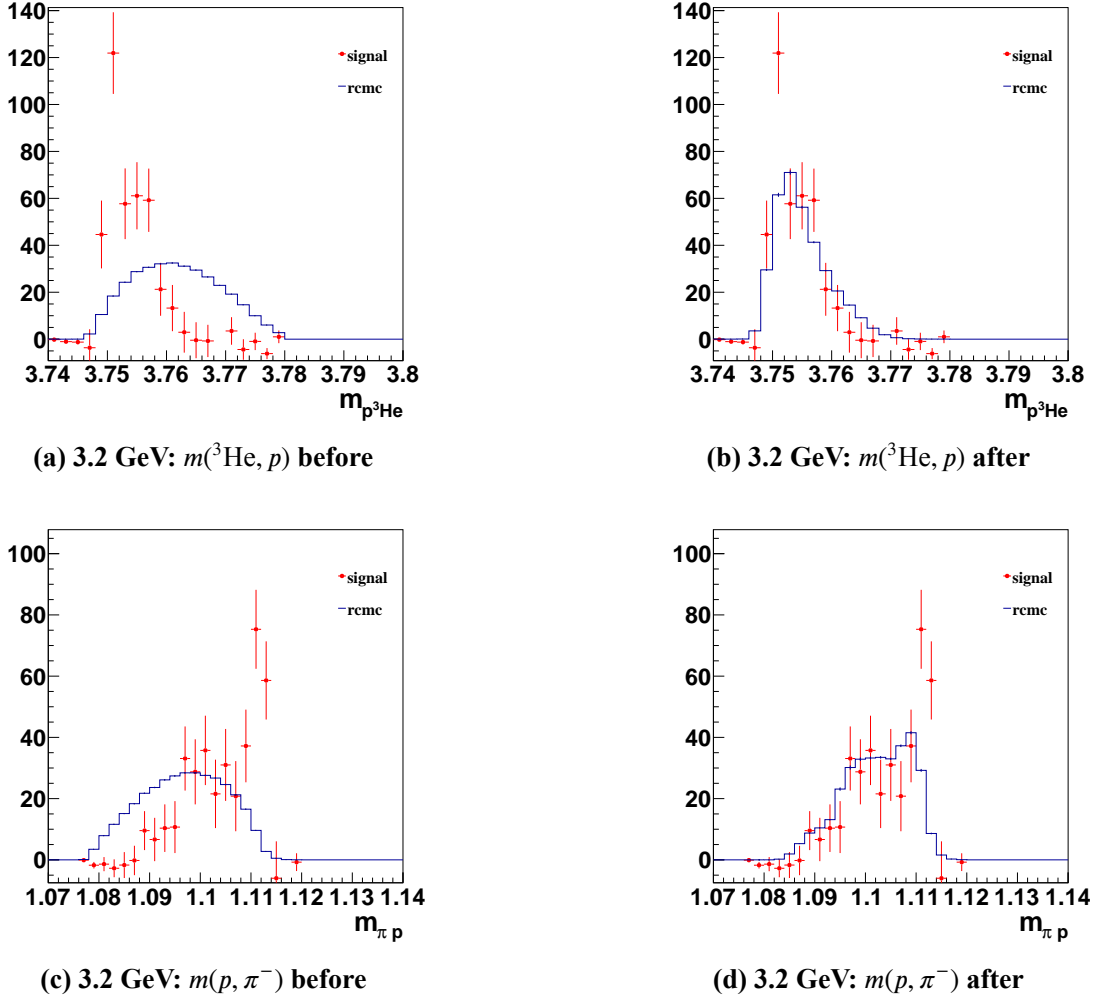 140
120
100
80
60
40
20
0
signal
rcmc
3.74 3.75 3.76 3.77 3.78 3.79 3.8
m_{p³He}
(a) 3.2 GeV: m(³He, p) before
140
120
100
80
60
40
20
0
signal
rcmc
3.74 3.75 3.76 3.77 3.78 3.79 3.8
m_{p³He}
(b) 3.2 GeV: m(³He, p) after
100
80
60
40
20
0
signal
rcmc
1.07 1.08 1.09 1.1 1.11 1.12 1.13 1.14
m_{π p}
(c) 3.2 GeV: m(p, π⁻) before
100
80
60
40
20
0
signal
rcmc
1.07 1.08 1.09 1.1 1.11 1.12 1.13 1.14
m_{π p}
(d) 3.2 GeV: m(p, π⁻) after